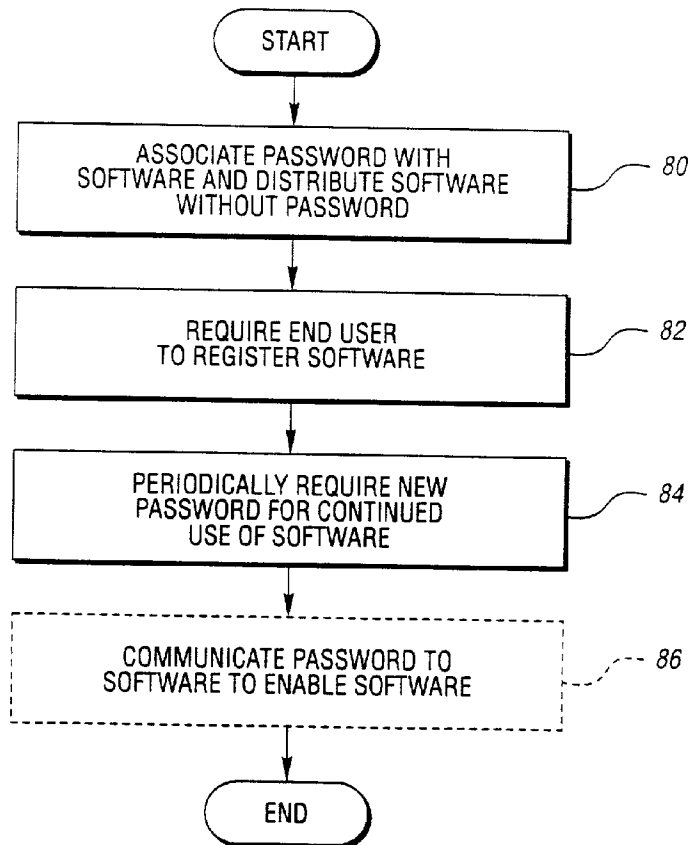 START
ASSOCIATE PASSWORD WITH
SOFTWARE AND DISTRIBUTE SOFTWARE
WITHOUT PASSWORD
80
REQUIRE END USER
TO REGISTER SOFTWARE
82
PERIODICALLY REQUIRE NEW
PASSWORD FOR CONTINUED
USE OF SOFTWARE
84
COMMUNICATE PASSWORD TO
SOFTWARE TO ENABLE SOFTWARE
86
END